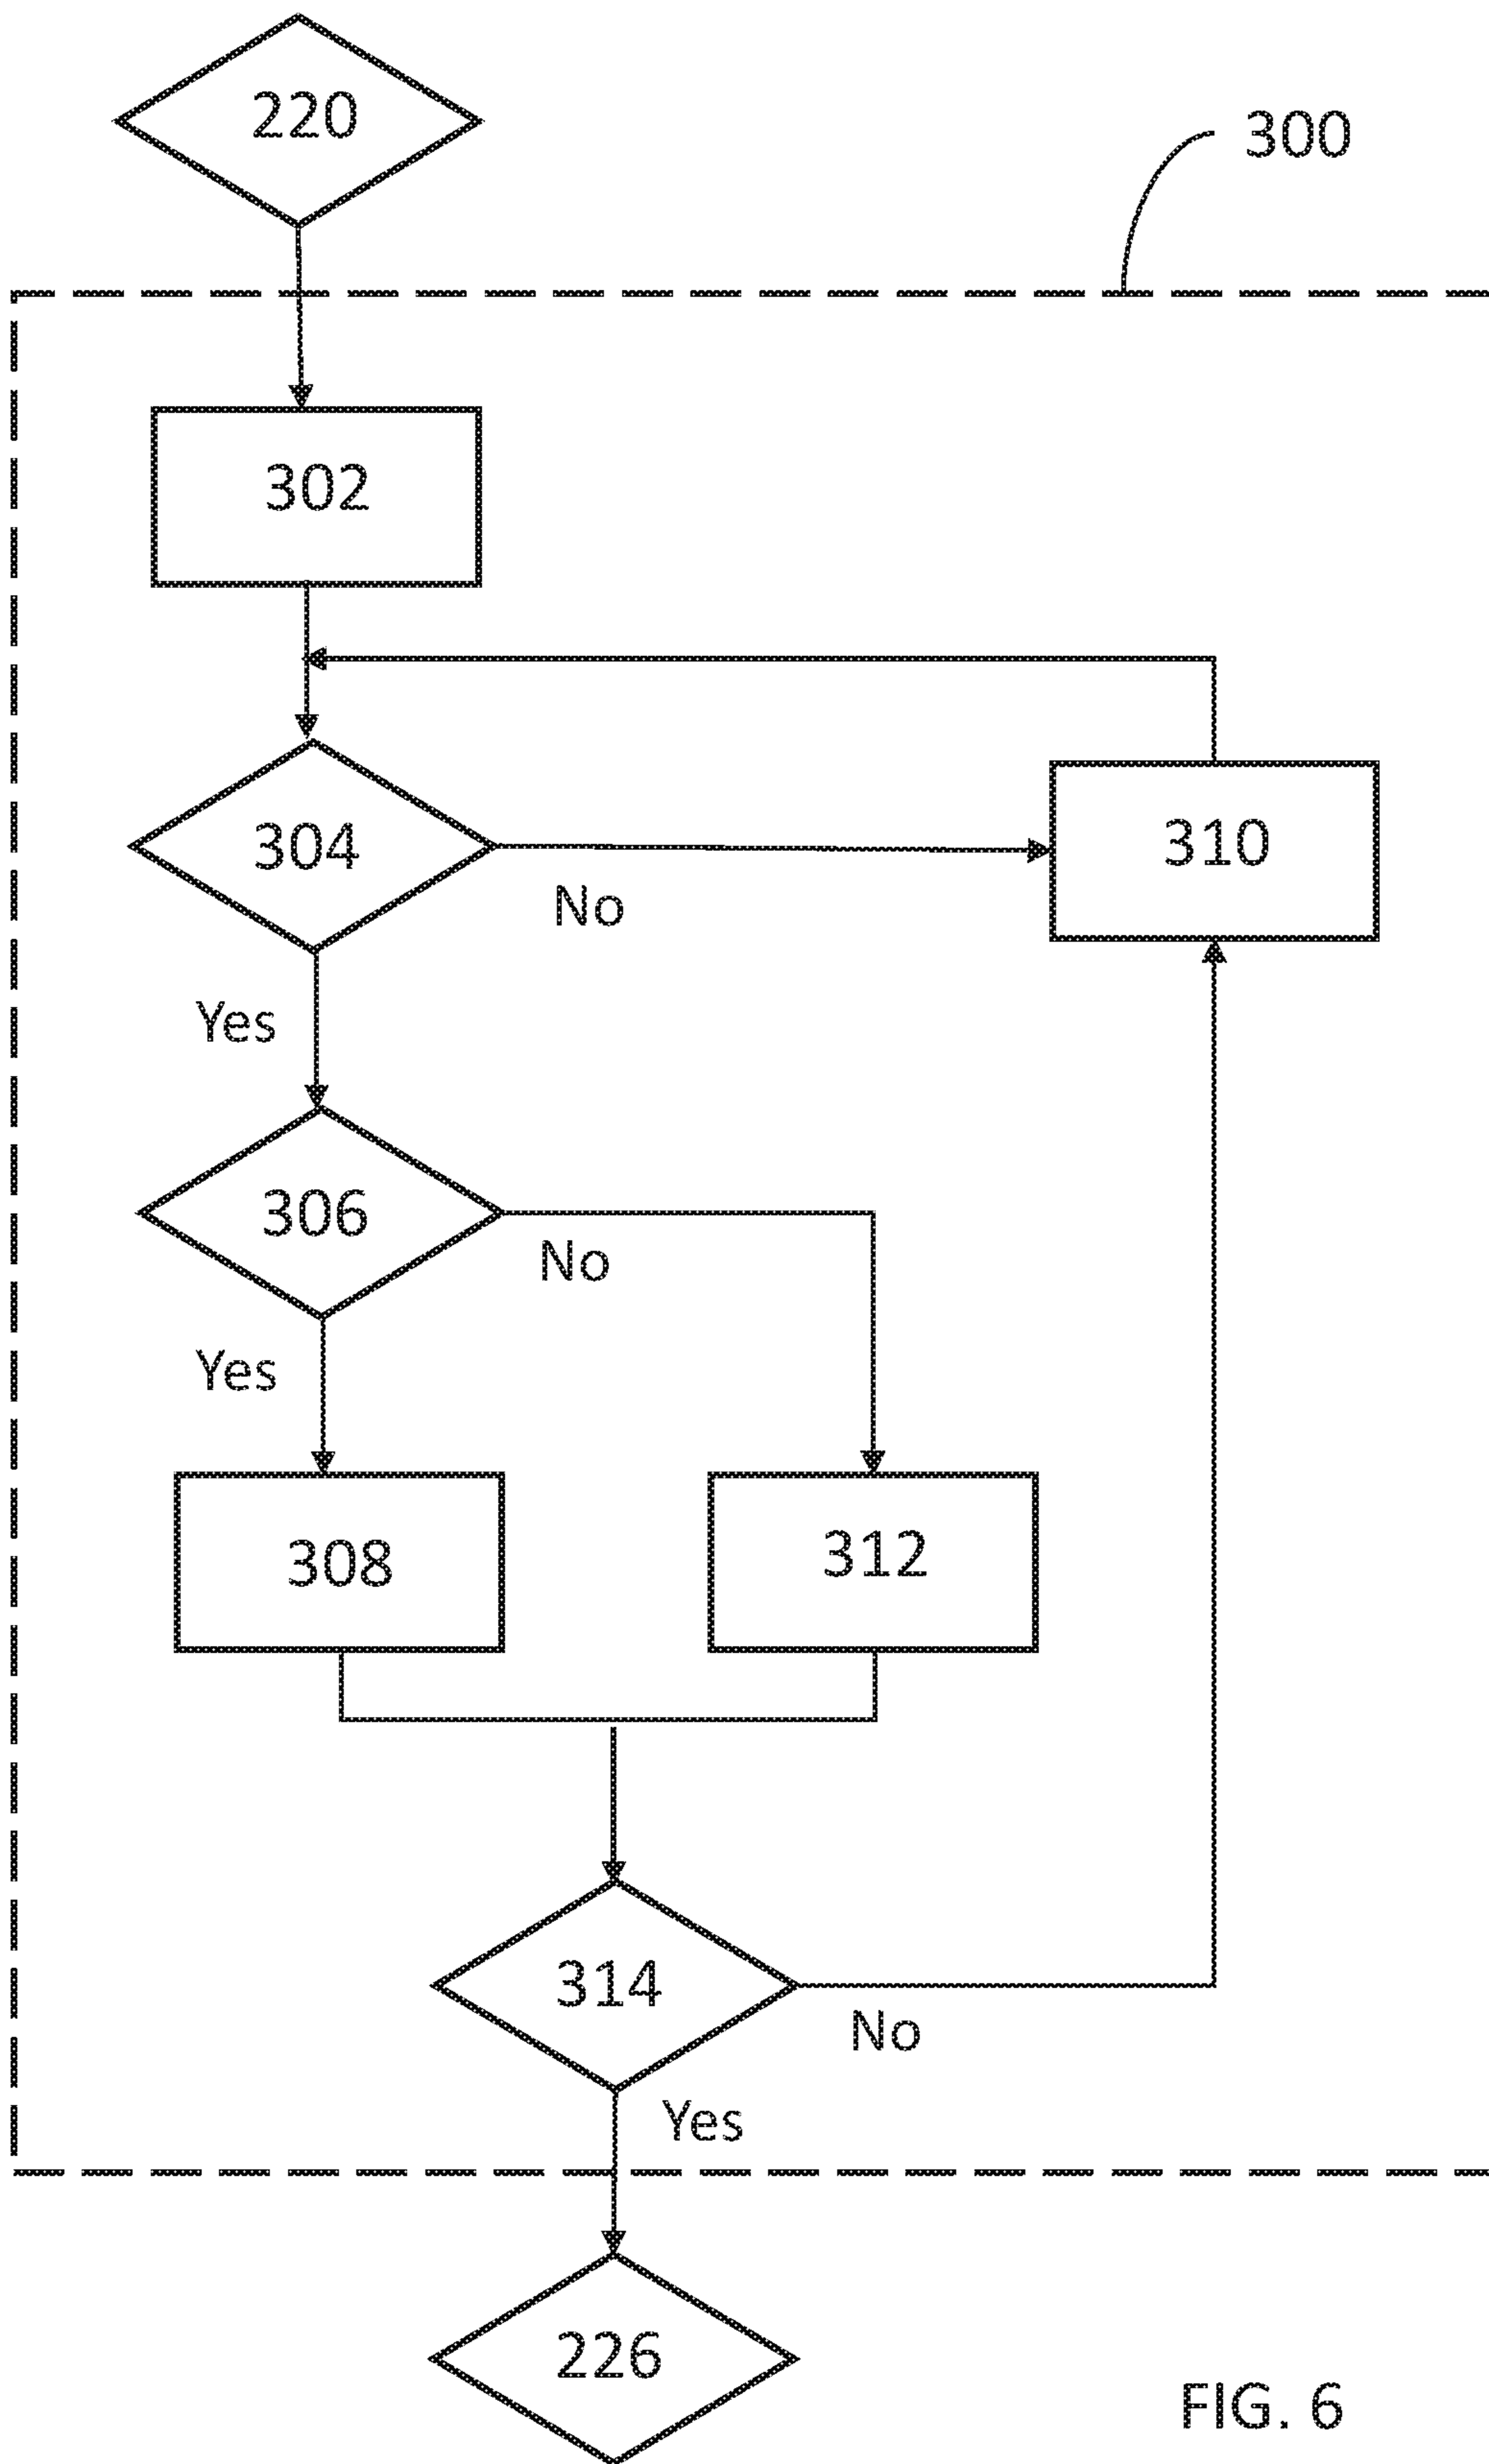 220
300
302
304
310
No
Yes
306
No
Yes
308
312
314
No
Yes
226
FIG. 6